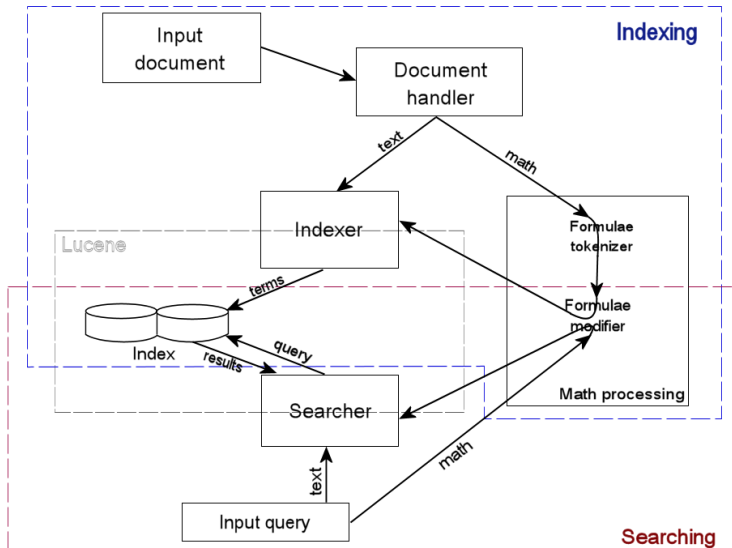 Input
document
Indexing
Document
handler
text
math
Indexer
Formulae
tokenizer
Lucene
terms
Formulae
modifier
Index
query
results
Searcher
Math processing
text
math
Input query
Searching